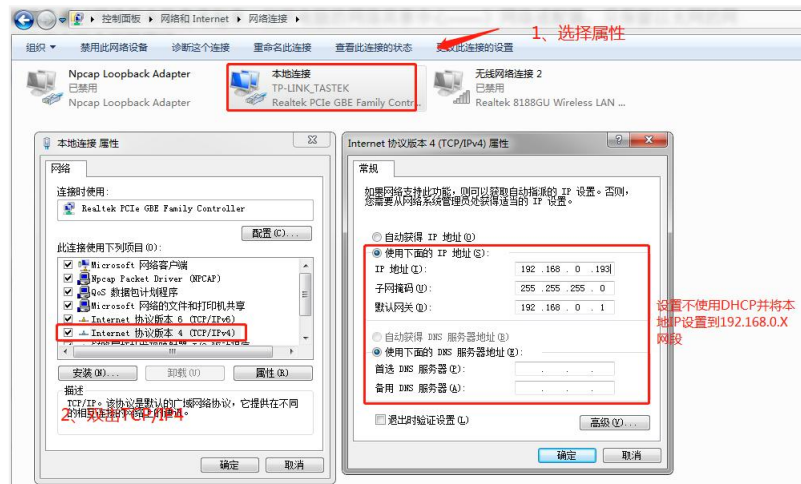 控制面板 ▸ 网络和 Internet ▸ 网络连接 ▸
组织 禁用此网络设备 诊断这个连接 重命名此连接 查看此连接的状态 此连接的设置
1、选择属性
Npcap Loopback Adapter
已禁用
Npcap Loopback Adapter
本地连接
TP-LINK_TASTEK
Realtek PCIe GBE Family Contr...
无线网络连接 2
已禁用
Realtek 8188GU Wireless LAN ...
本地连接 属性
网络
连接时使用:
Realtek PCIe GBE Family Controller
配置(C)...
此连接使用下列项目(O):
Microsoft 网络客户端
Npcap Packet Driver (NPCAP)
QoS 数据包计划程序
Microsoft 网络的文件和打印机共享
Internet 协议版本 6 (TCP/IPv6)
Internet 协议版本 4 (TCP/IPv4)
安装(N)... 卸载(U) 属性(R)
描述
TCP/IP。该协议是默认的广域网络协议，它提供在不同
的相互连接的网络上的通讯。
2、双击TCP/IP4
确定 取消
Internet 协议版本 4 (TCP/IPv4) 属性
常规
如果网络支持此功能，则可以获取自动指派的 IP 设置。否则，
您需要从网络系统管理员处获得适当的 IP 设置。
自动获得 IP 地址(O)
使用下面的 IP 地址(S):
IP 地址(I): 192 .168 . 0 .193
子网掩码(U): 255 .255 .255 . 0
默认网关(D): 192 .168 . 0 . 1
自动获得 DNS 服务器地址(B)
使用下面的 DNS 服务器地址(E):
首选 DNS 服务器(P): . . .
备用 DNS 服务器(A): . . .
退出时验证设置(L)
高级(V)...
确定 取消
设置不使用DHCP并将本
地IP设置到192.168.0.X
网段